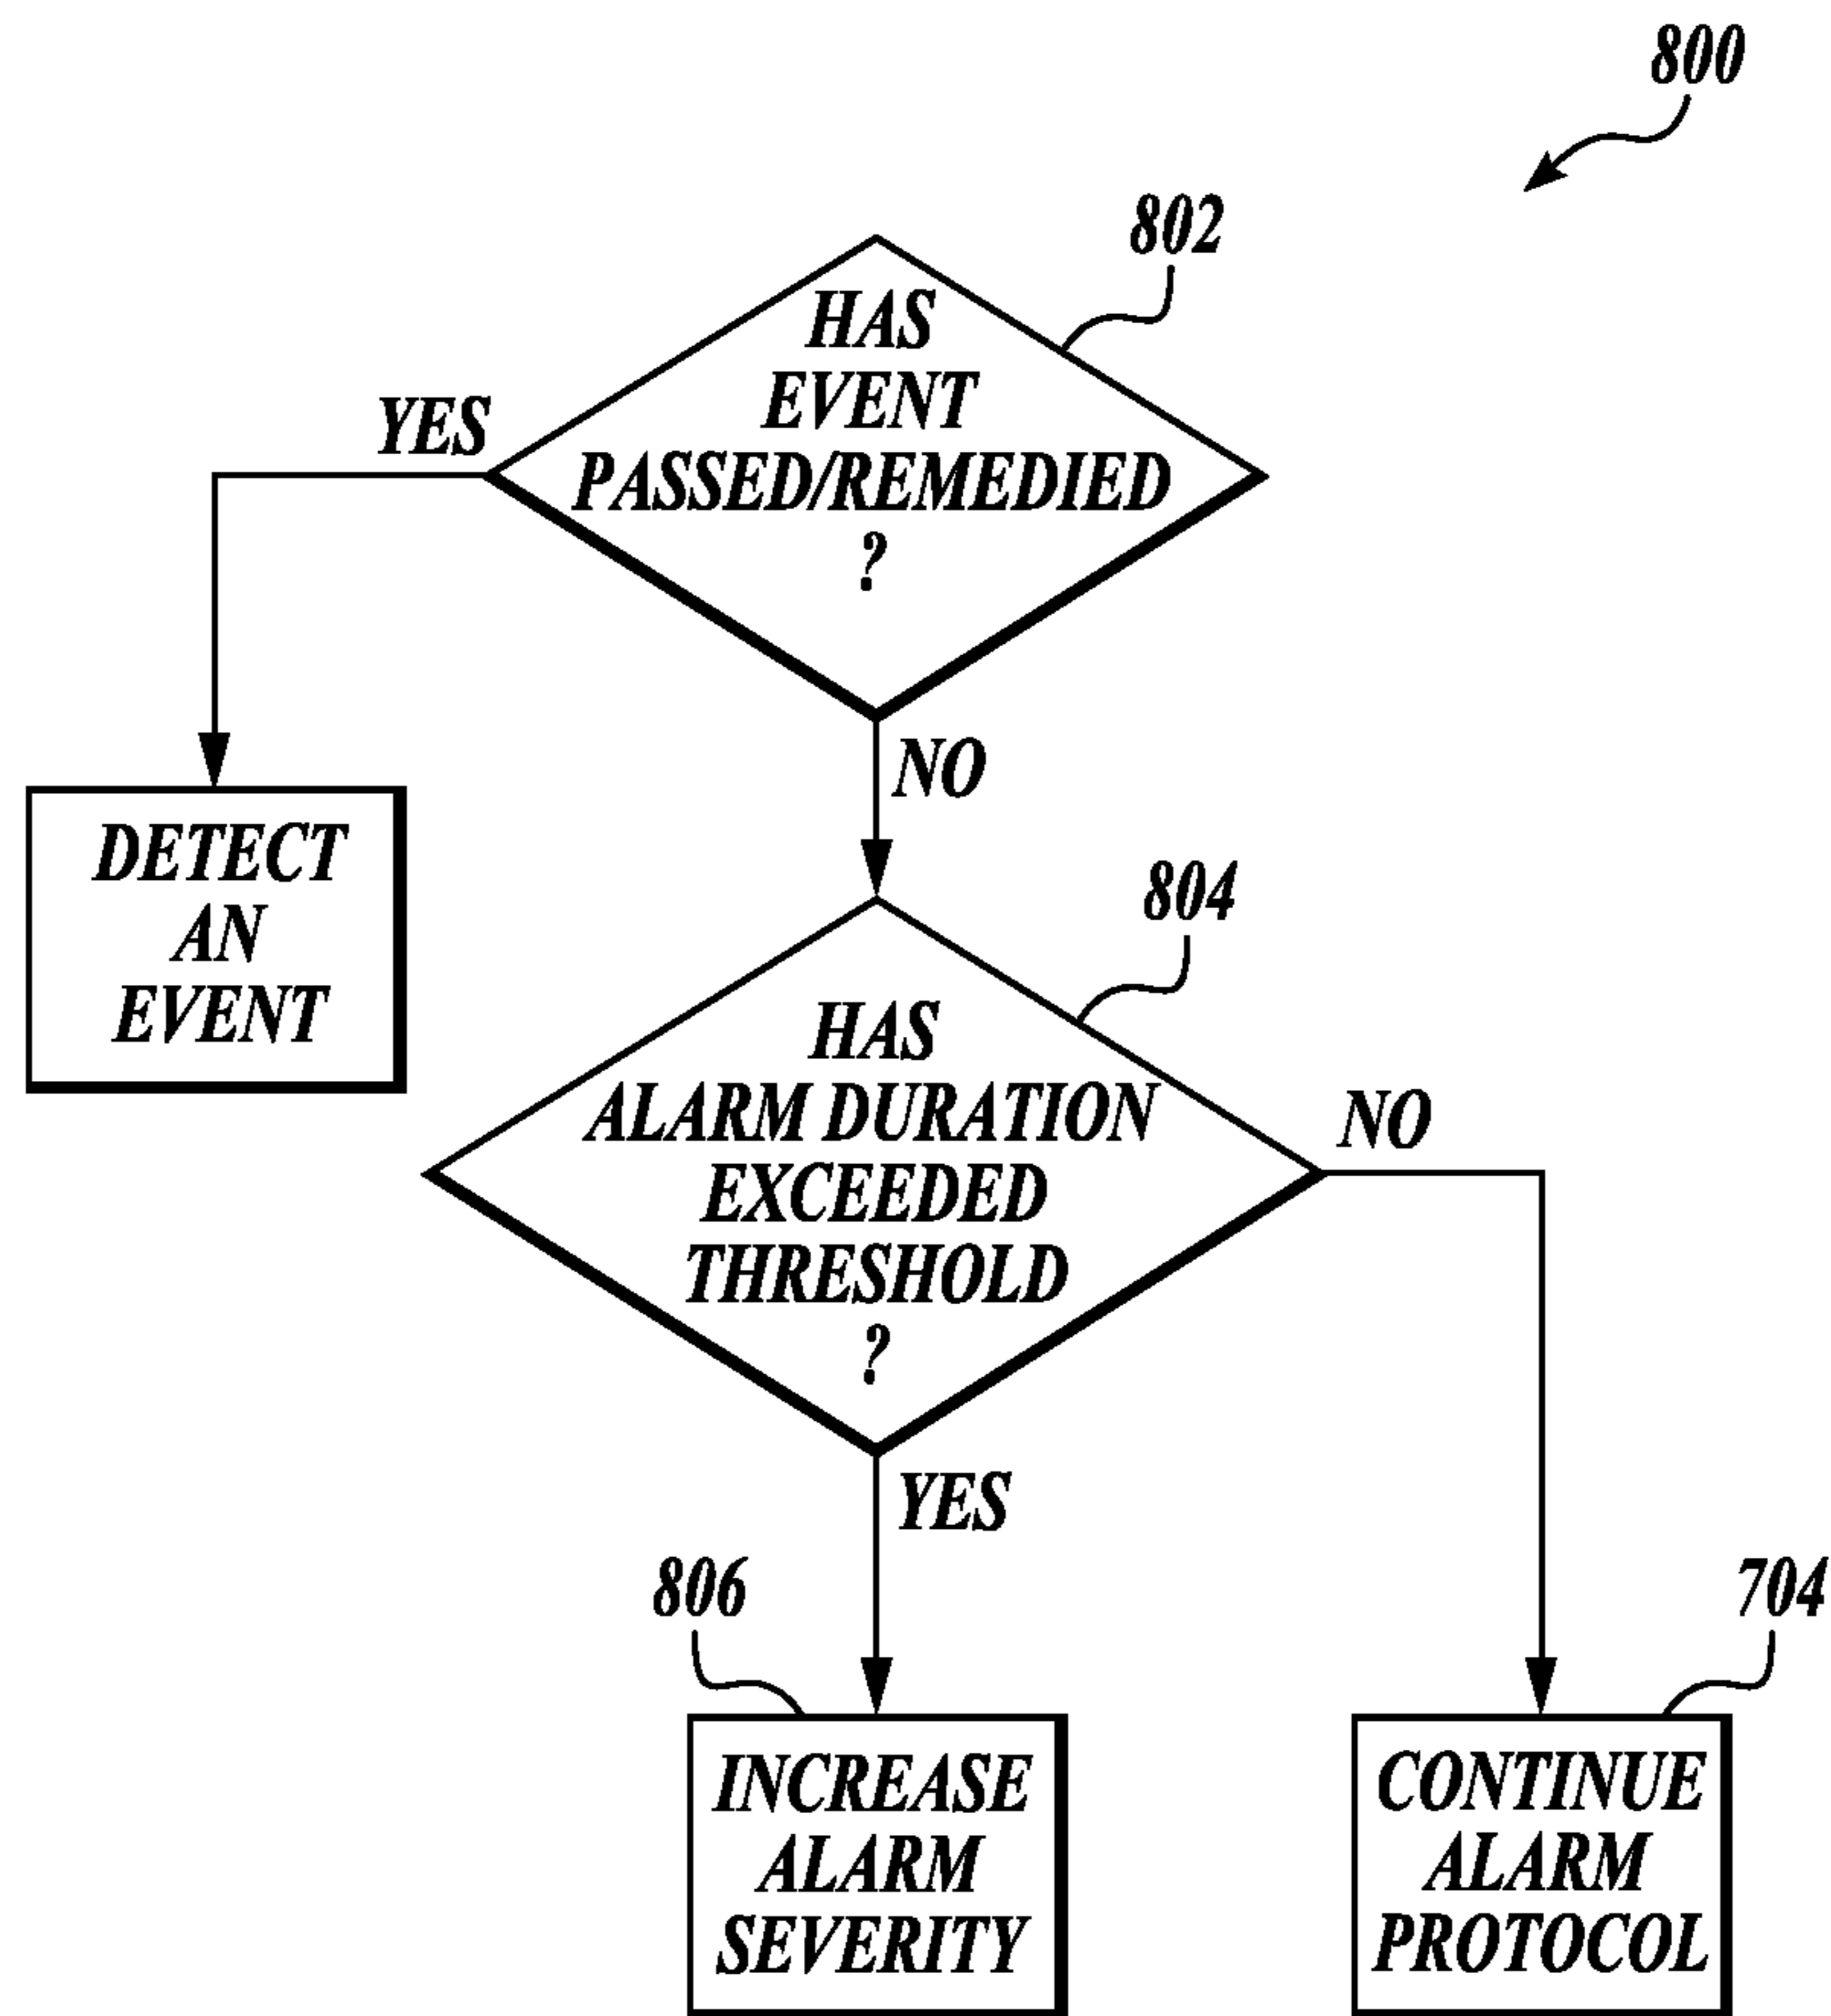 800
802
HAS
EVENT
PASSED/REMEDIED
?
YES
NO
DETECT
AN
EVENT
804
HAS
ALARM DURATION
EXCEEDED
THRESHOLD
?
NO
YES
806
704
INCREASE
ALARM
SEVERITY
CONTINUE
ALARM
PROTOCOL